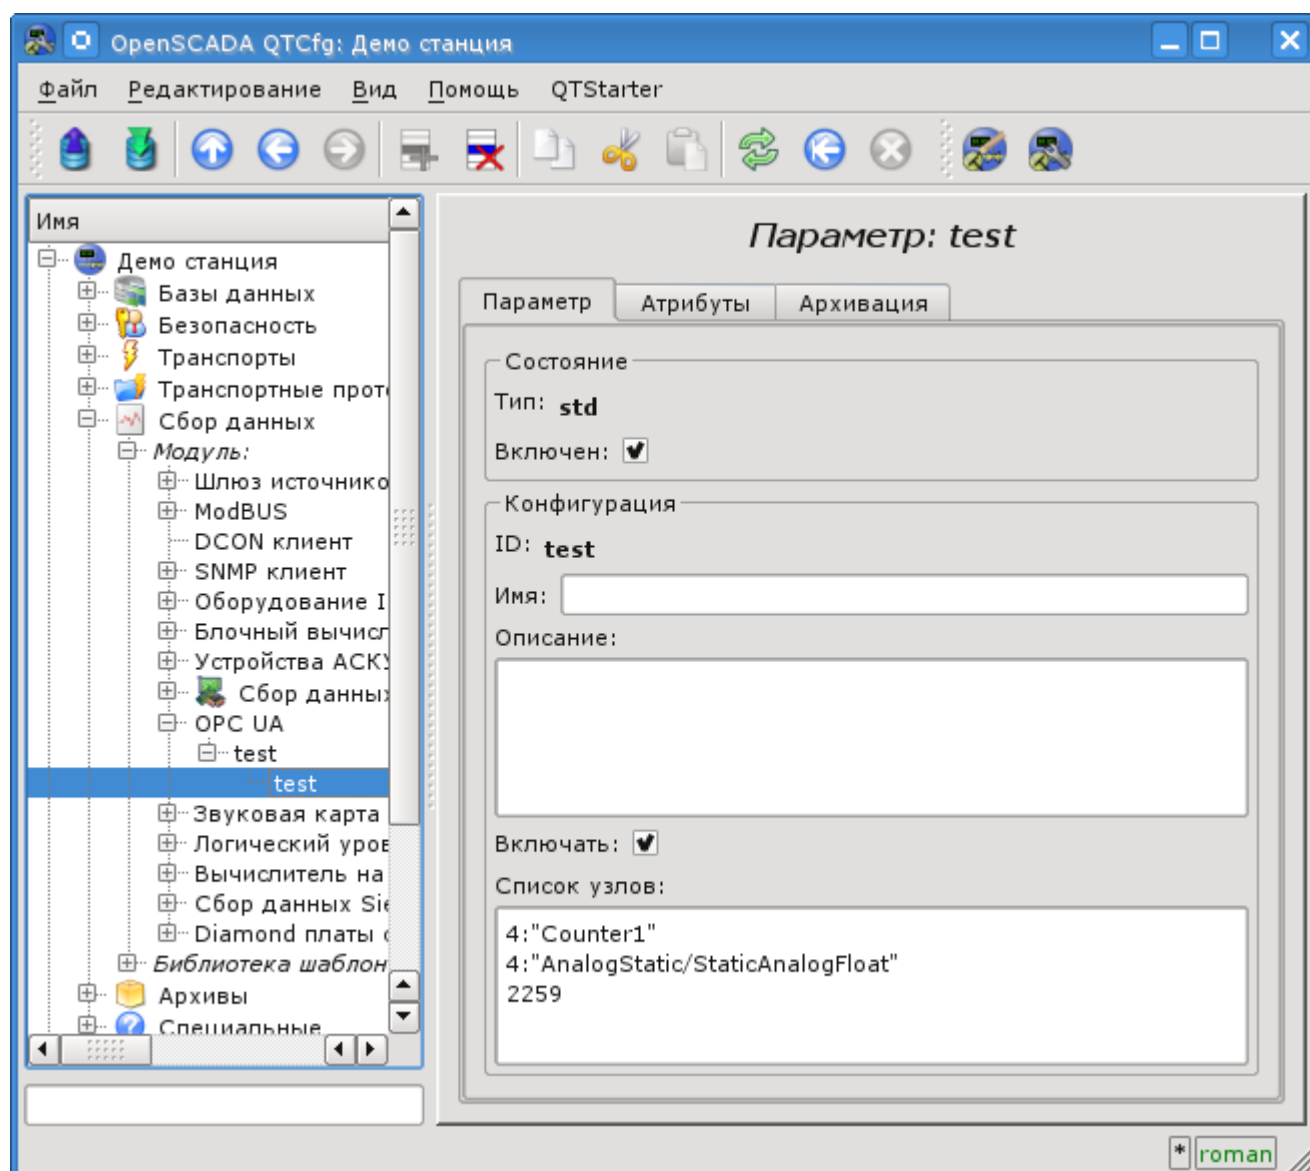 OpenSCADA QTCfg: Демо станция
Файл Редактирование Вид Помощь QTStarter
Имя
Демо станция
Базы данных
Безопасность
Транспорты
Транспортные прот
Сбор данных
Модуль:
Шлюз источнико
ModBUS
DCON клиент
SNMP клиент
Оборудование I
Блочный вычисл
Устройства АСКУ
Сбор данных
OPC UA
test
test
Звуковая карта
Логический уров
Вычислитель на
Сбор данных Sie
Diamond платы с
Библиотека шаблон
Архивы
Специальные
Параметр: test
Параметр Атрибуты Архивация
Состояние
Тип: std
Включен:
Конфигурация
ID: test
Имя:
Описание:
Включать:
Список узлов:
4:"Counter1"
4:"AnalogStatic/StaticAnalogFloat"
2259
* roman